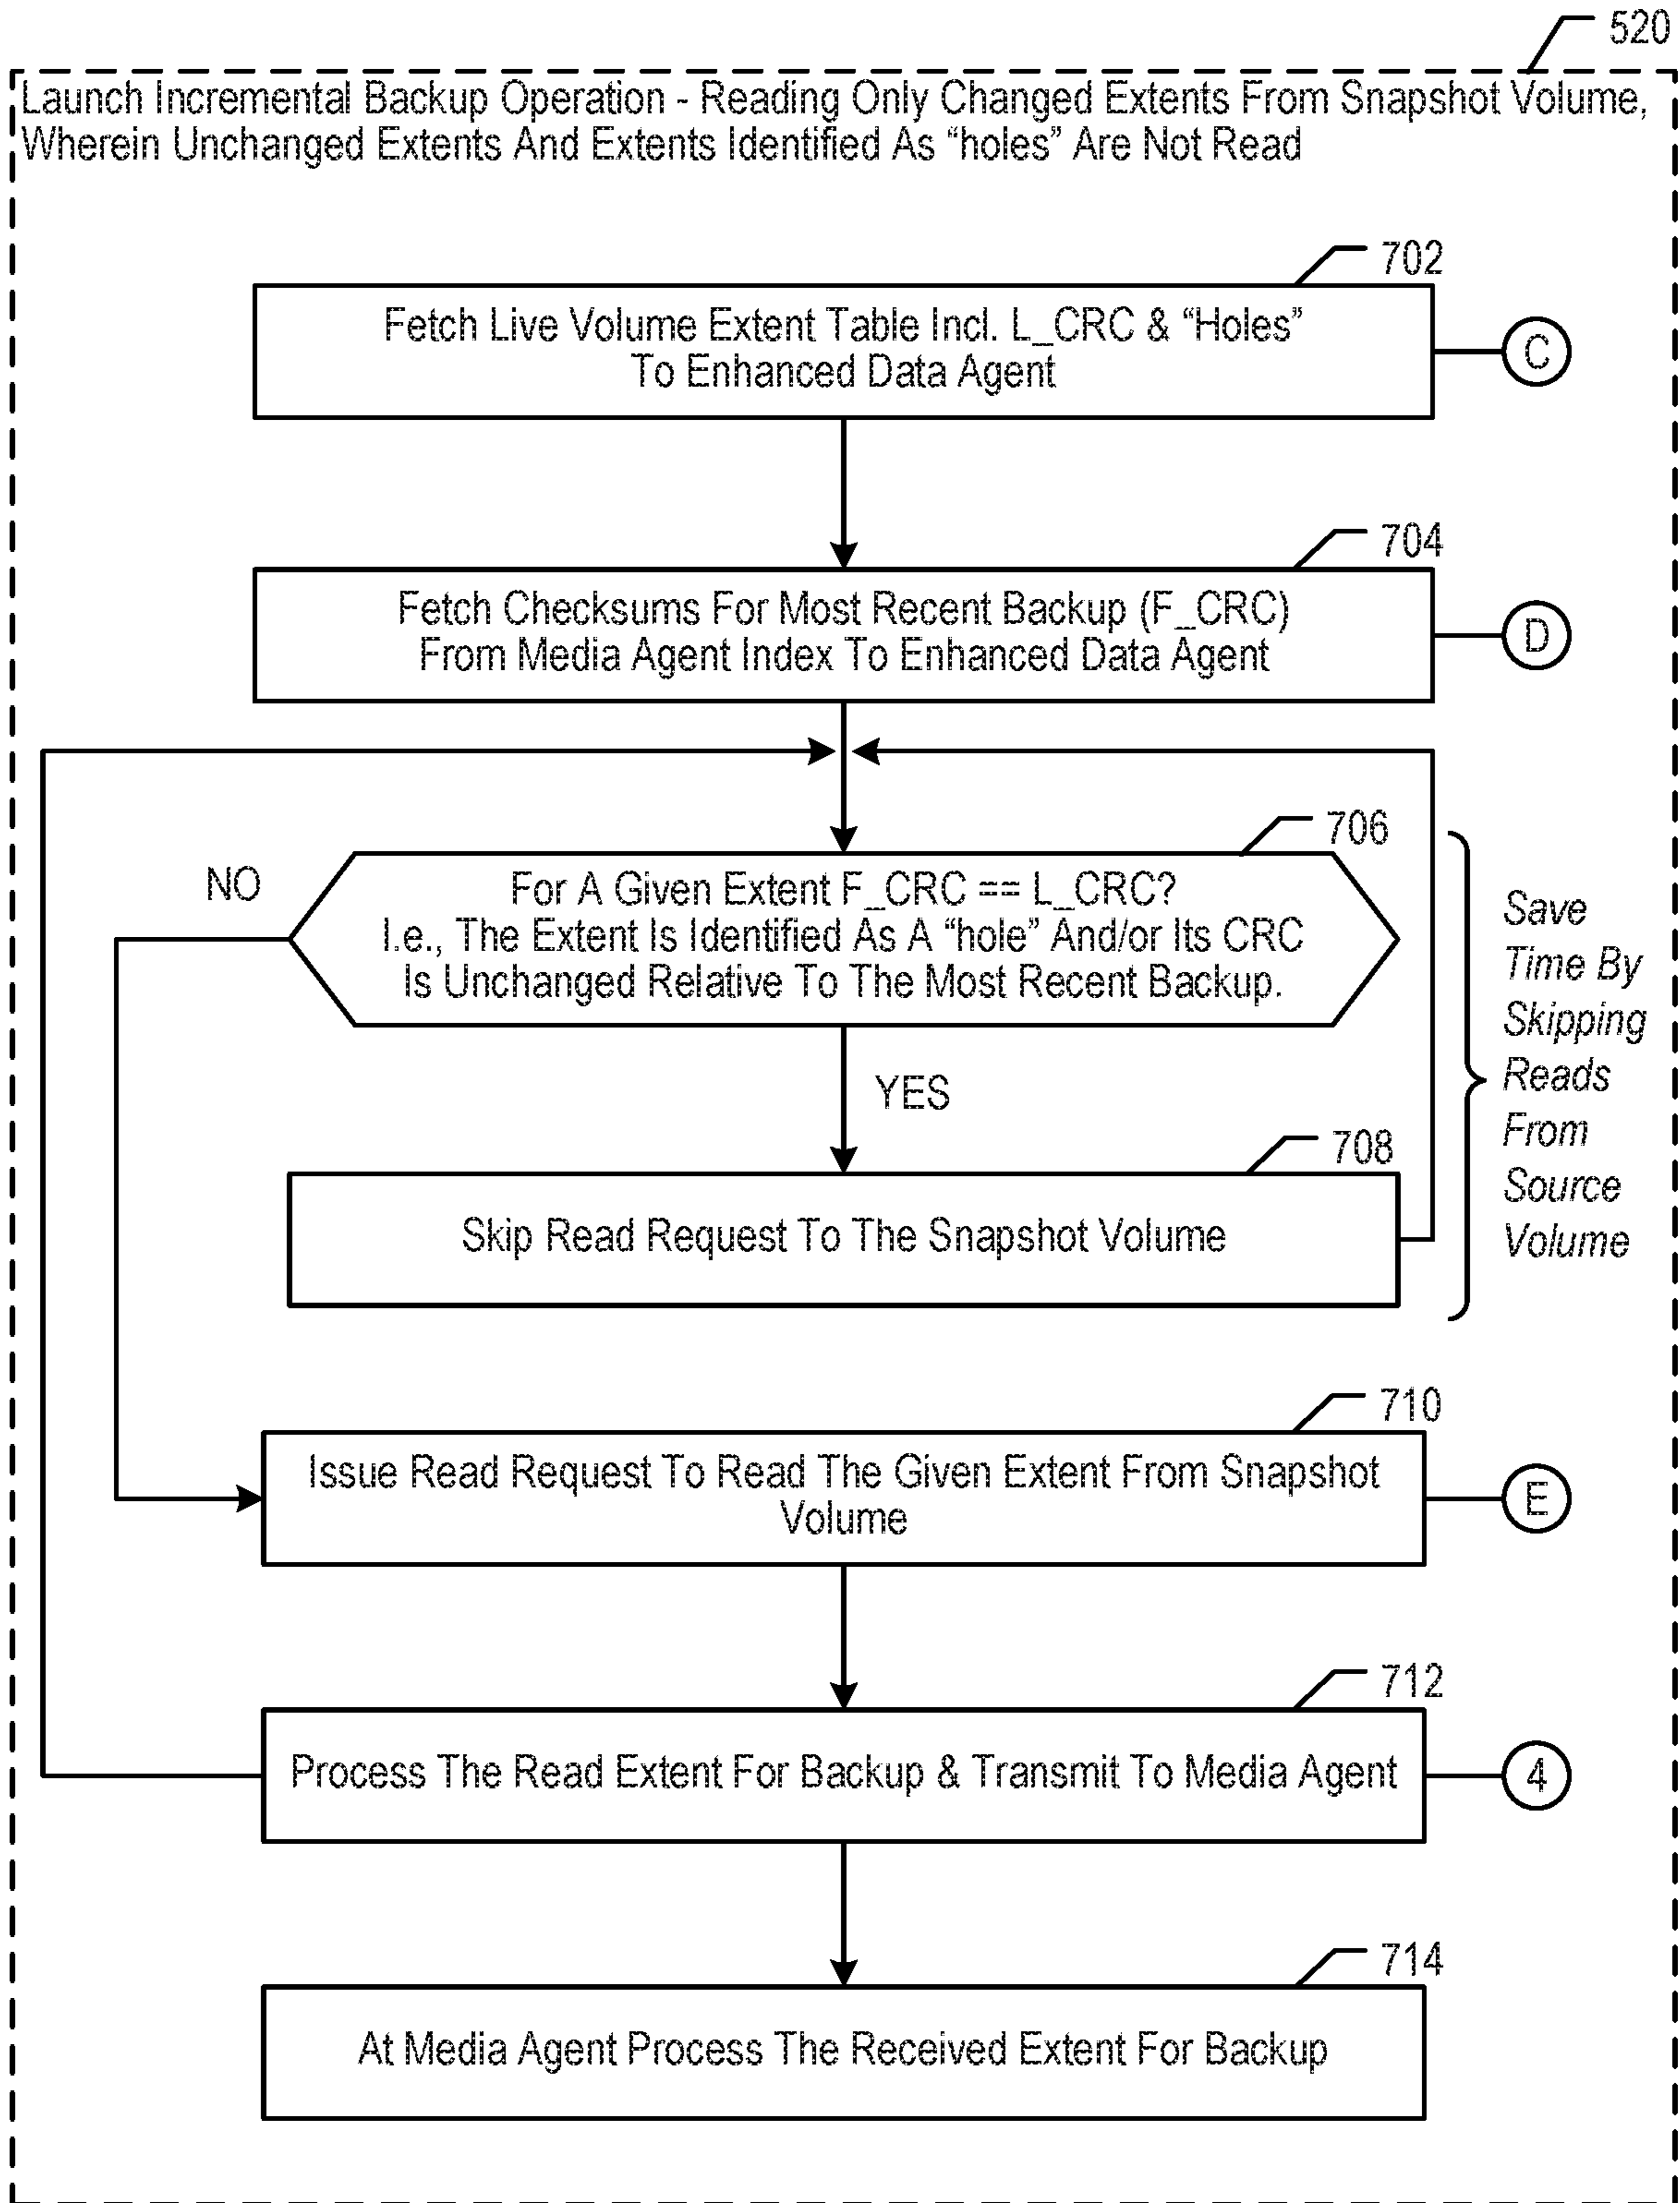 520
Launch Incremental Backup Operation - Reading Only Changed Extents From Snapshot Volume,
Wherein Unchanged Extents And Extents Identified As “holes” Are Not Read
702
Fetch Live Volume Extent Table Incl. L_CRC & “Holes”
To Enhanced Data Agent
C
704
Fetch Checksums For Most Recent Backup (F_CRC)
From Media Agent Index To Enhanced Data Agent
D
706
NO
For A Given Extent F_CRC == L_CRC?
I.e., The Extent Is Identified As A “hole” And/or Its CRC
Is Unchanged Relative To The Most Recent Backup.
YES
708
Skip Read Request To The Snapshot Volume
Save
Time By
Skipping
Reads
From
Source
Volume
710
Issue Read Request To Read The Given Extent From Snapshot
Volume
E
712
Process The Read Extent For Backup & Transmit To Media Agent
4
714
At Media Agent Process The Received Extent For Backup